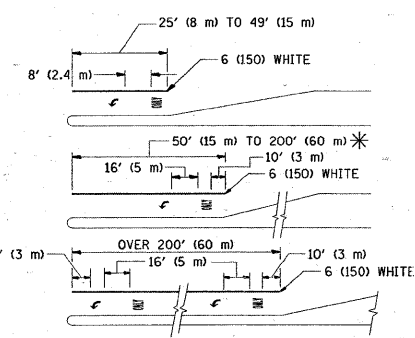 25' (8 m) TO 49' (15 m)
8' (2.4 m)
6 (150) WHITE
ONLY
50' (15 m) TO 200' (60 m) *
16' (5 m)
10' (3 m)
6 (150) WHITE
ONLY
OVER 200' (60 m)
' (3 m)
16' (5 m)
10' (3 m)
6 (150) WHITE
ONLY
ONLY